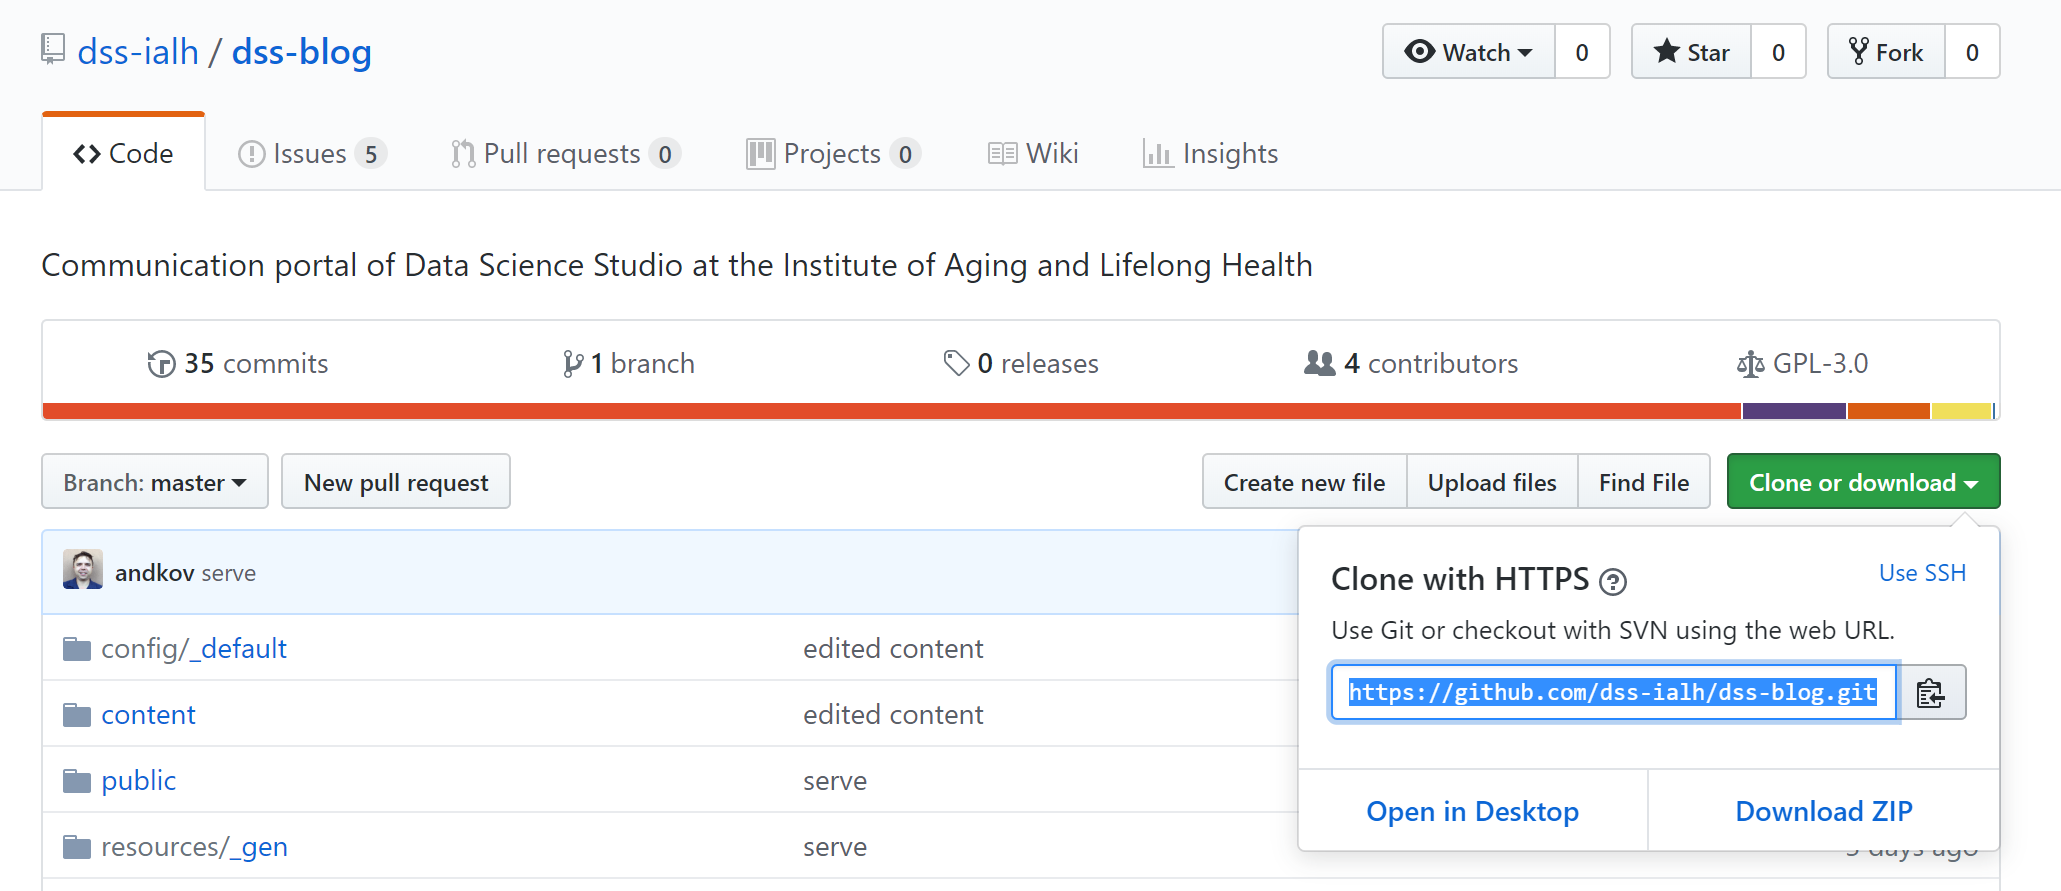 dss-ialh / dss-blog
Watch 0 Star 0 Fork 0
Code Issues 5 Pull requests 0 Projects 0 Wiki Insights
Communication portal of Data Science Studio at the Institute of Aging and Lifelong Health
35 commits 1 branch 0 releases 4 contributors GPL-3.0
Branch: master New pull request Create new file Upload files Find File Clone or download
andkov serve
Clone with HTTPS ? Use SSH
Use Git or checkout with SVN using the web URL.
https://github.com/dss-ialh/dss-blog.git
Open in Desktop Download ZIP
config/_default edited content
content edited content
public serve
resources/_gen serve
days ago